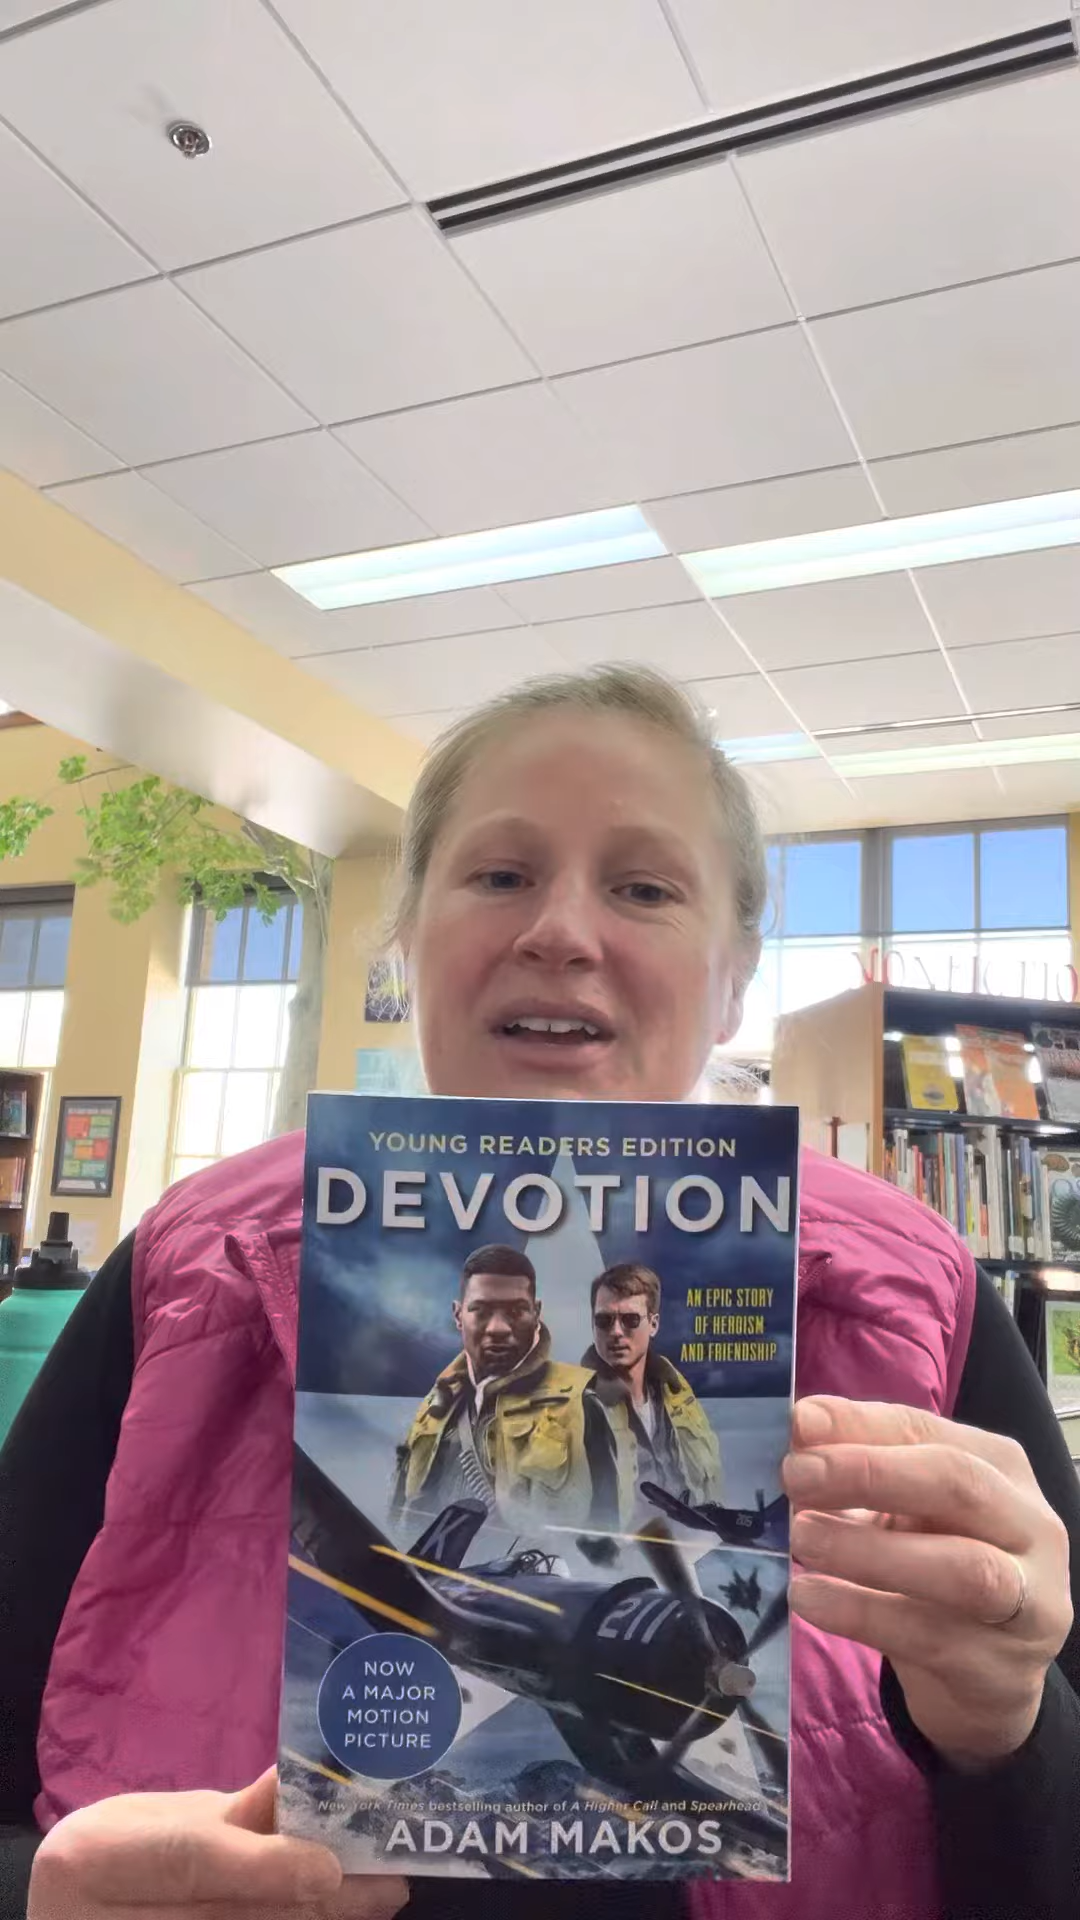 YOUNG READERS EDITION
DEVOTION
AN EPIC STORY
OF HEROISM
AND FRIENDSHIP
K
205
211
NOW
A MAJOR
MOTION
PICTURE
New York Times bestselling author of A Higher Call and Spearhead
ADAM MAKOS